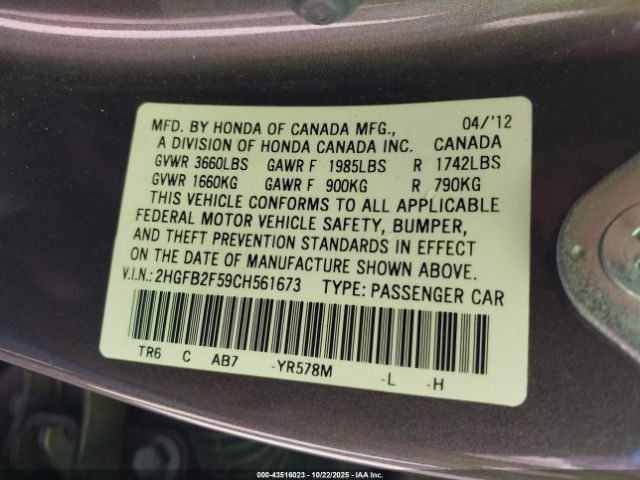 MFD. BY HONDA OF CANADA MFG., 04/'12
A DIVISION OF HONDA CANADA INC. CANADA
GVWR 3660LBS GAWR F 1985LBS R 1742LBS
GVWR 1660KG GAWR F 900KG R 790KG
THIS VEHICLE CONFORMS TO ALL APPLICABLE
FEDERAL MOTOR VEHICLE SAFETY, BUMPER,
AND THEFT PREVENTION STANDARDS IN EFFECT
ON THE DATE OF MANUFACTURE SHOWN ABOVE.
V.I.N.: 2HGFB2F59CH561673 TYPE: PASSENGER CAR
TR6 C AB7 -YR578M -L -H
000-43516023 | 10/22/2025 | IAA Inc.